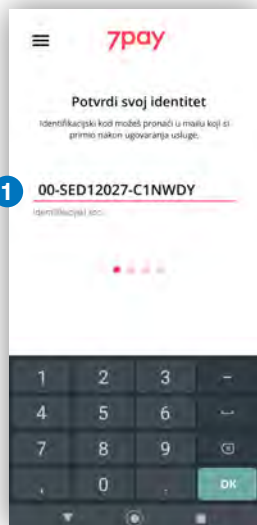 7pay
Potvrdi svoj identitet
Identifikacijski kod možeš pronaći u mailu koji si
primio nakon ugovaranja usluge.
1
00-SED12027-C1NWDY
Identifikacijski kod
1 2 3 –
4 5 6
7 8 9
, 0 . OK